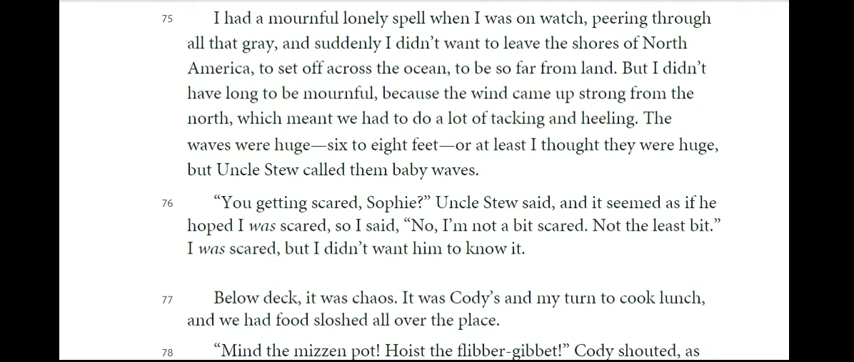 75 I had a mournful lonely spell when I was on watch, peering through
all that gray, and suddenly I didn’t want to leave the shores of North
America, to set off across the ocean, to be so far from land. But I didn’t
have long to be mournful, because the wind came up strong from the
north, which meant we had to do a lot of tacking and heeling. The
waves were huge—six to eight feet—or at least I thought they were huge,
but Uncle Stew called them baby waves.
76 “You getting scared, Sophie?” Uncle Stew said, and it seemed as if he
hoped I was scared, so I said, “No, I’m not a bit scared. Not the least bit.”
I was scared, but I didn’t want him to know it.
77 Below deck, it was chaos. It was Cody’s and my turn to cook lunch,
and we had food sloshed all over the place.
78 “Mind the mizzen pot! Hoist the flibber-gibbet!” Cody shouted, as